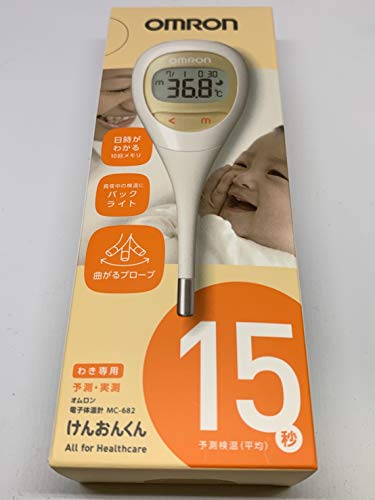 OMRON
OMRON
7/ 1 0:30
m 36.8 ℃
< m
日時が
わかる
10回メモリ
真夜中の検温に
バック
ライト
曲がるプローブ
わき専用
予測・実測
オムロン
電子体温計 MC-682
けんおんくん
All for Healthcare
15
秒
予測検温(平均)